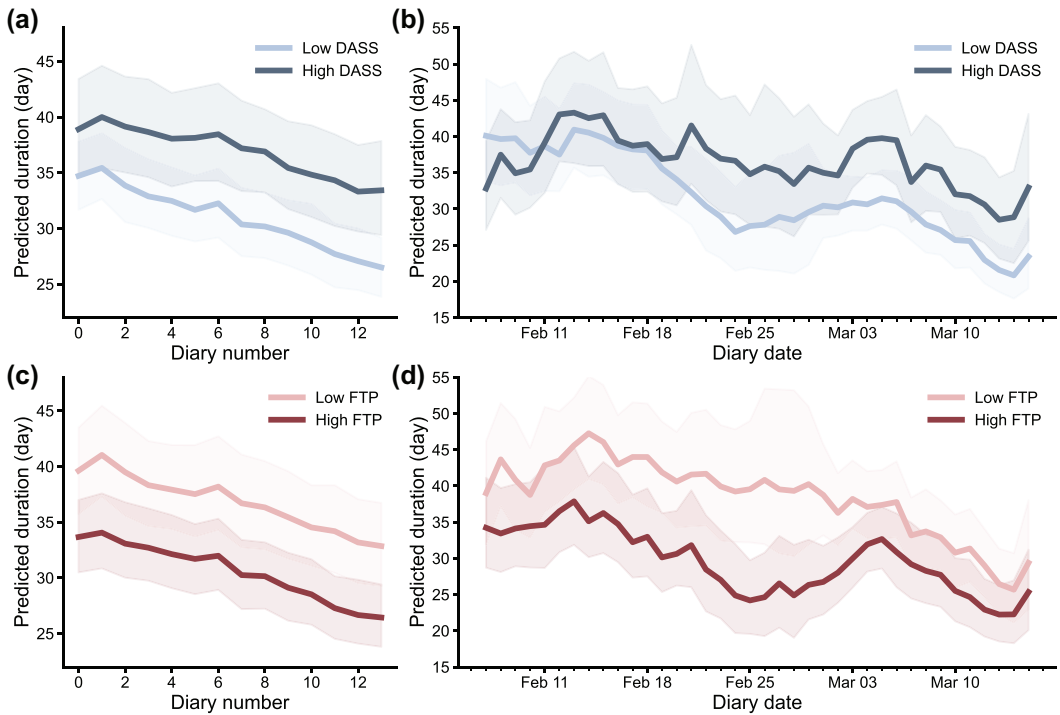 (a)
Predicted duration (day)
45
40
35
30
25
0 2 4 6 8 10 12
Diary number
Low DASS
High DASS
(b)
Predicted duration (day)
55
50
45
40
35
30
25
20
15
Feb 11 Feb 18 Feb 25 Mar 03 Mar 10
Diary date
Low DASS
High DASS
(c)
Predicted duration (day)
45
40
35
30
25
0 2 4 6 8 10 12
Diary number
Low FTP
High FTP
(d)
Predicted duration (day)
55
50
45
40
35
30
25
20
15
Feb 11 Feb 18 Feb 25 Mar 03 Mar 10
Diary date
Low FTP
High FTP